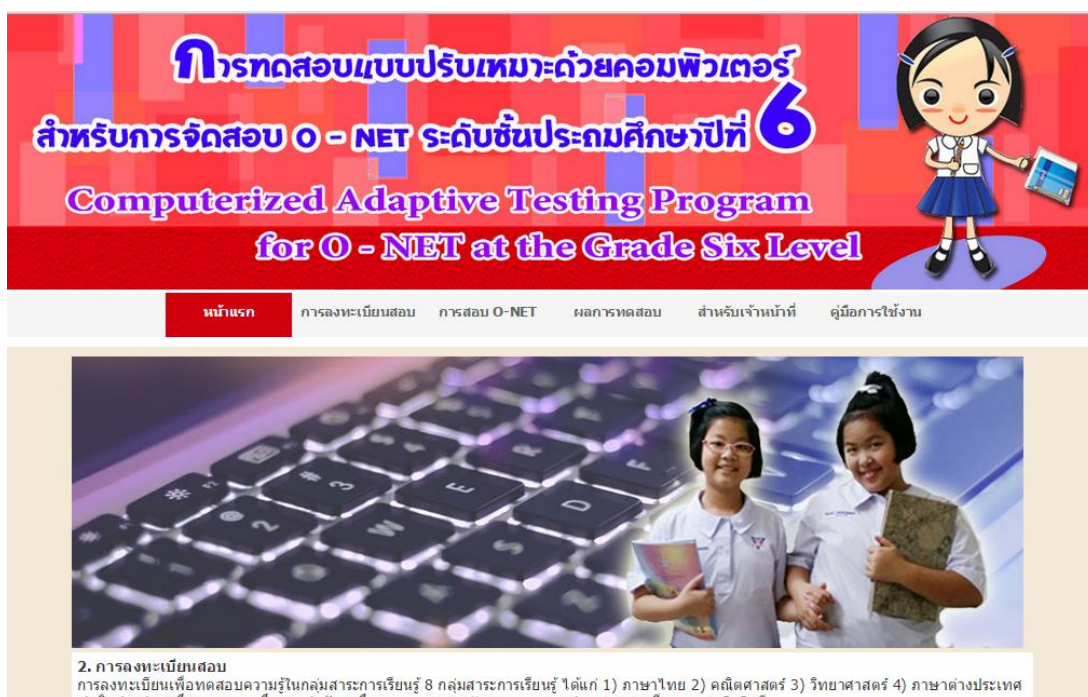 การทดสอบแบบปรับเหมาะด้วยคอมพิวเตอร์
สำหรับการจัดสอบ O - NET ระดับชั้นประถมศึกษาปีที่ 6
Computerized Adaptive Testing Program
for O - NET at the Grade Six Level
หน้าแรก การลงทะเบียนสอบ การสอบ O-NET ผลการทดสอบ สำหรับเจ้าหน้าที่ คู่มือการใช้งาน
2. การลงทะเบียนสอบ
การลงทะเบียนเพื่อทดสอบความรู้ในกลุ่มสาระการเรียนรู้ 8 กลุ่มสาระการเรียนรู้ ได้แก่ 1) ภาษาไทย 2) คณิตศาสตร์ 3) วิทยาศาสตร์ 4) ภาษาต่างประเทศ